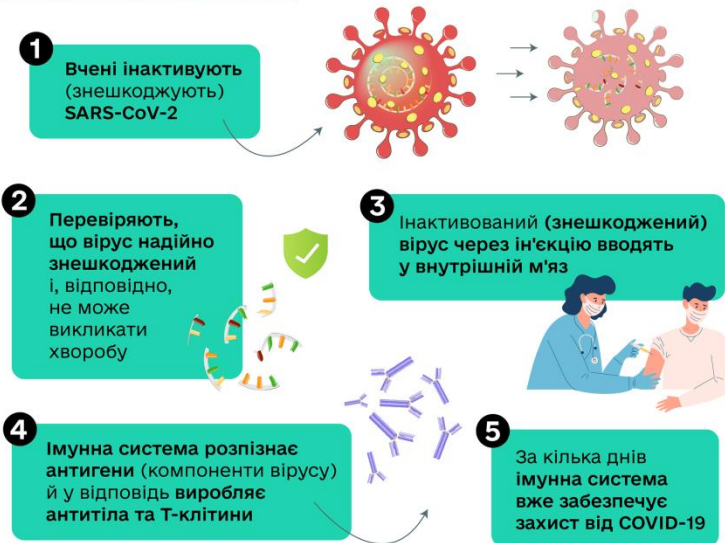 1
Вчені інактивують
(знешкоджують)
SARS-CoV-2
2
Перевіряють,
що вірус надійно
знешкоджений
і, відповідно,
не може
викликати
хворобу
3
Інактивований (знешкоджений)
вірус через ін'єкцію вводять
у внутрішній м'яз
4
Імунна система розпізнає
антигени (компоненти вірусу)
й у відповідь виробляє
антитіла та Т-клітини
5
За кілька днів
імунна система
вже забезпечує
захист від COVID-19